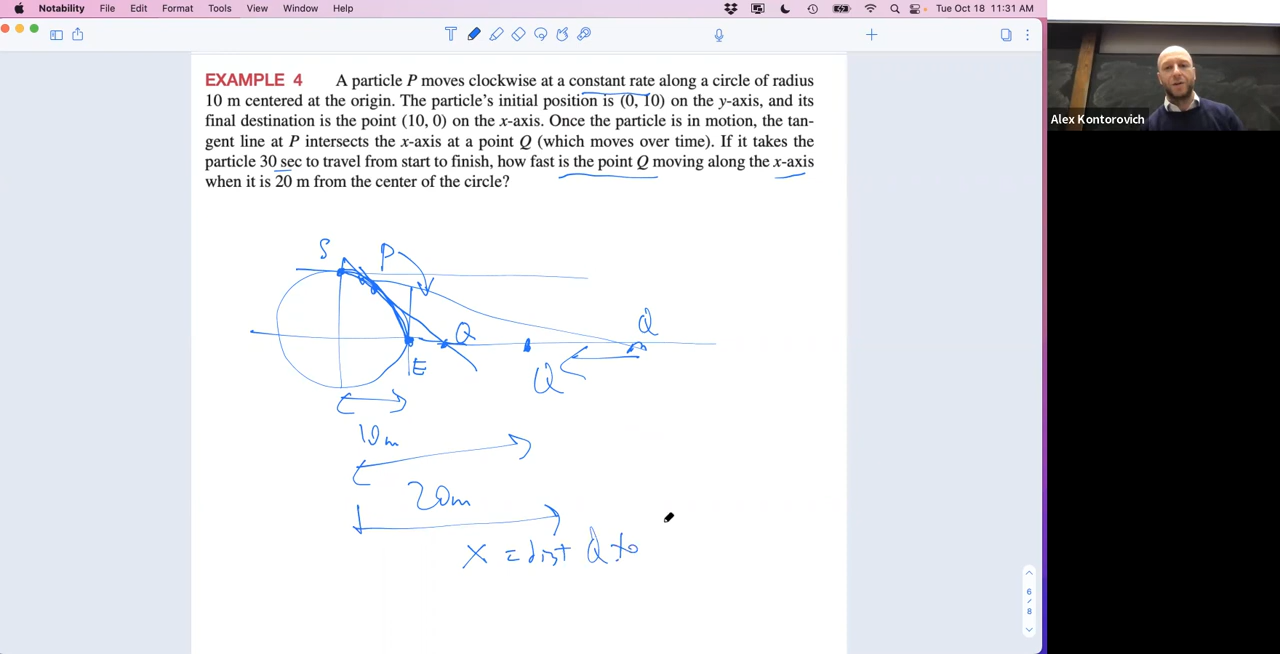 Notability File Edit Format Tools View Window Help Tue Oct 18 11:31 AM
EXAMPLE 4 A particle P moves clockwise at a constant rate along a circle of radius
10 m centered at the origin. The particle's initial position is (0, 10) on the y-axis, and its
final destination is the point (10, 0) on the x-axis. Once the particle is in motion, the tan-
gent line at P intersects the x-axis at a point Q (which moves over time). If it takes the
particle 30 sec to travel from start to finish, how fast is the point Q moving along the x-axis
when it is 20 m from the center of the circle?
Alex Kontorovich
S P
Q Q
E Q
10m
20m
x = dist Q to
6
/
8